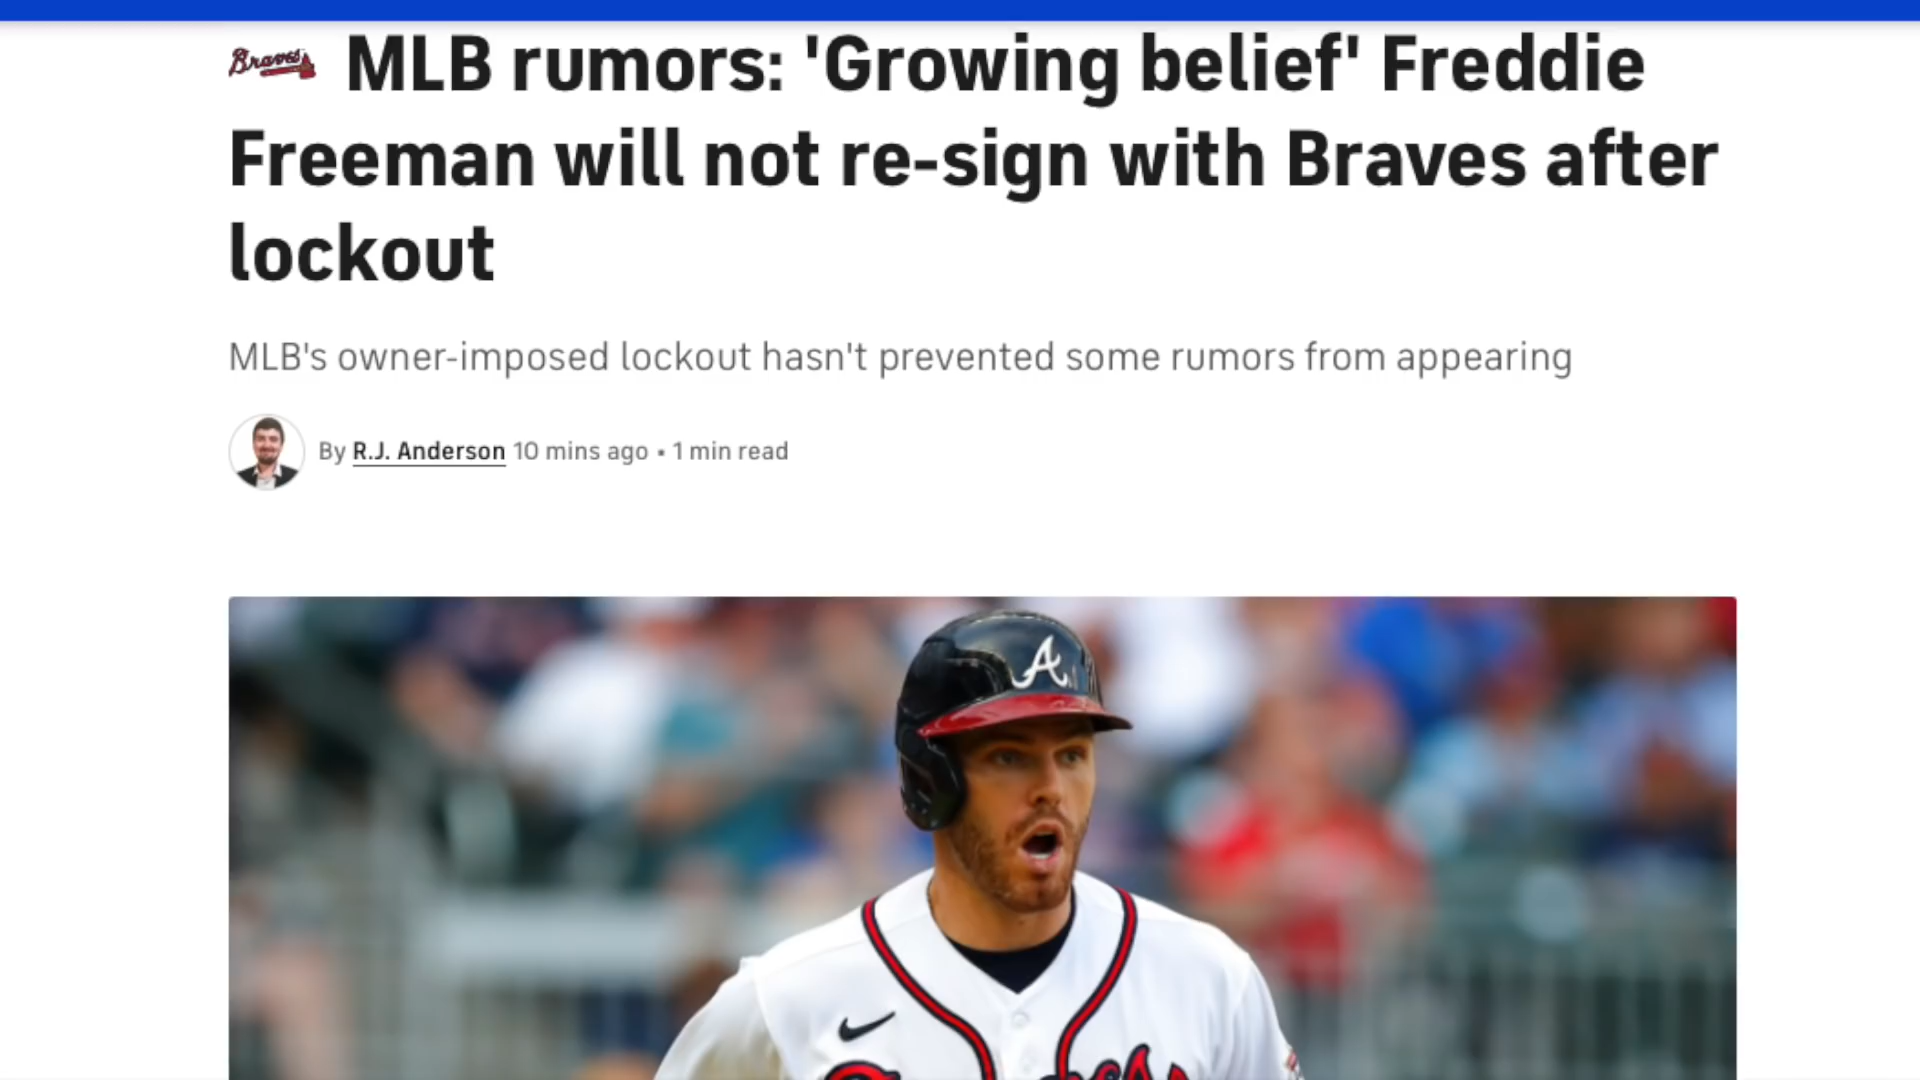 Braves MLB rumors: 'Growing belief' Freddie
Freeman will not re-sign with Braves after
lockout
MLB's owner-imposed lockout hasn't prevented some rumors from appearing
By R.J. Anderson 10 mins ago • 1 min read
A